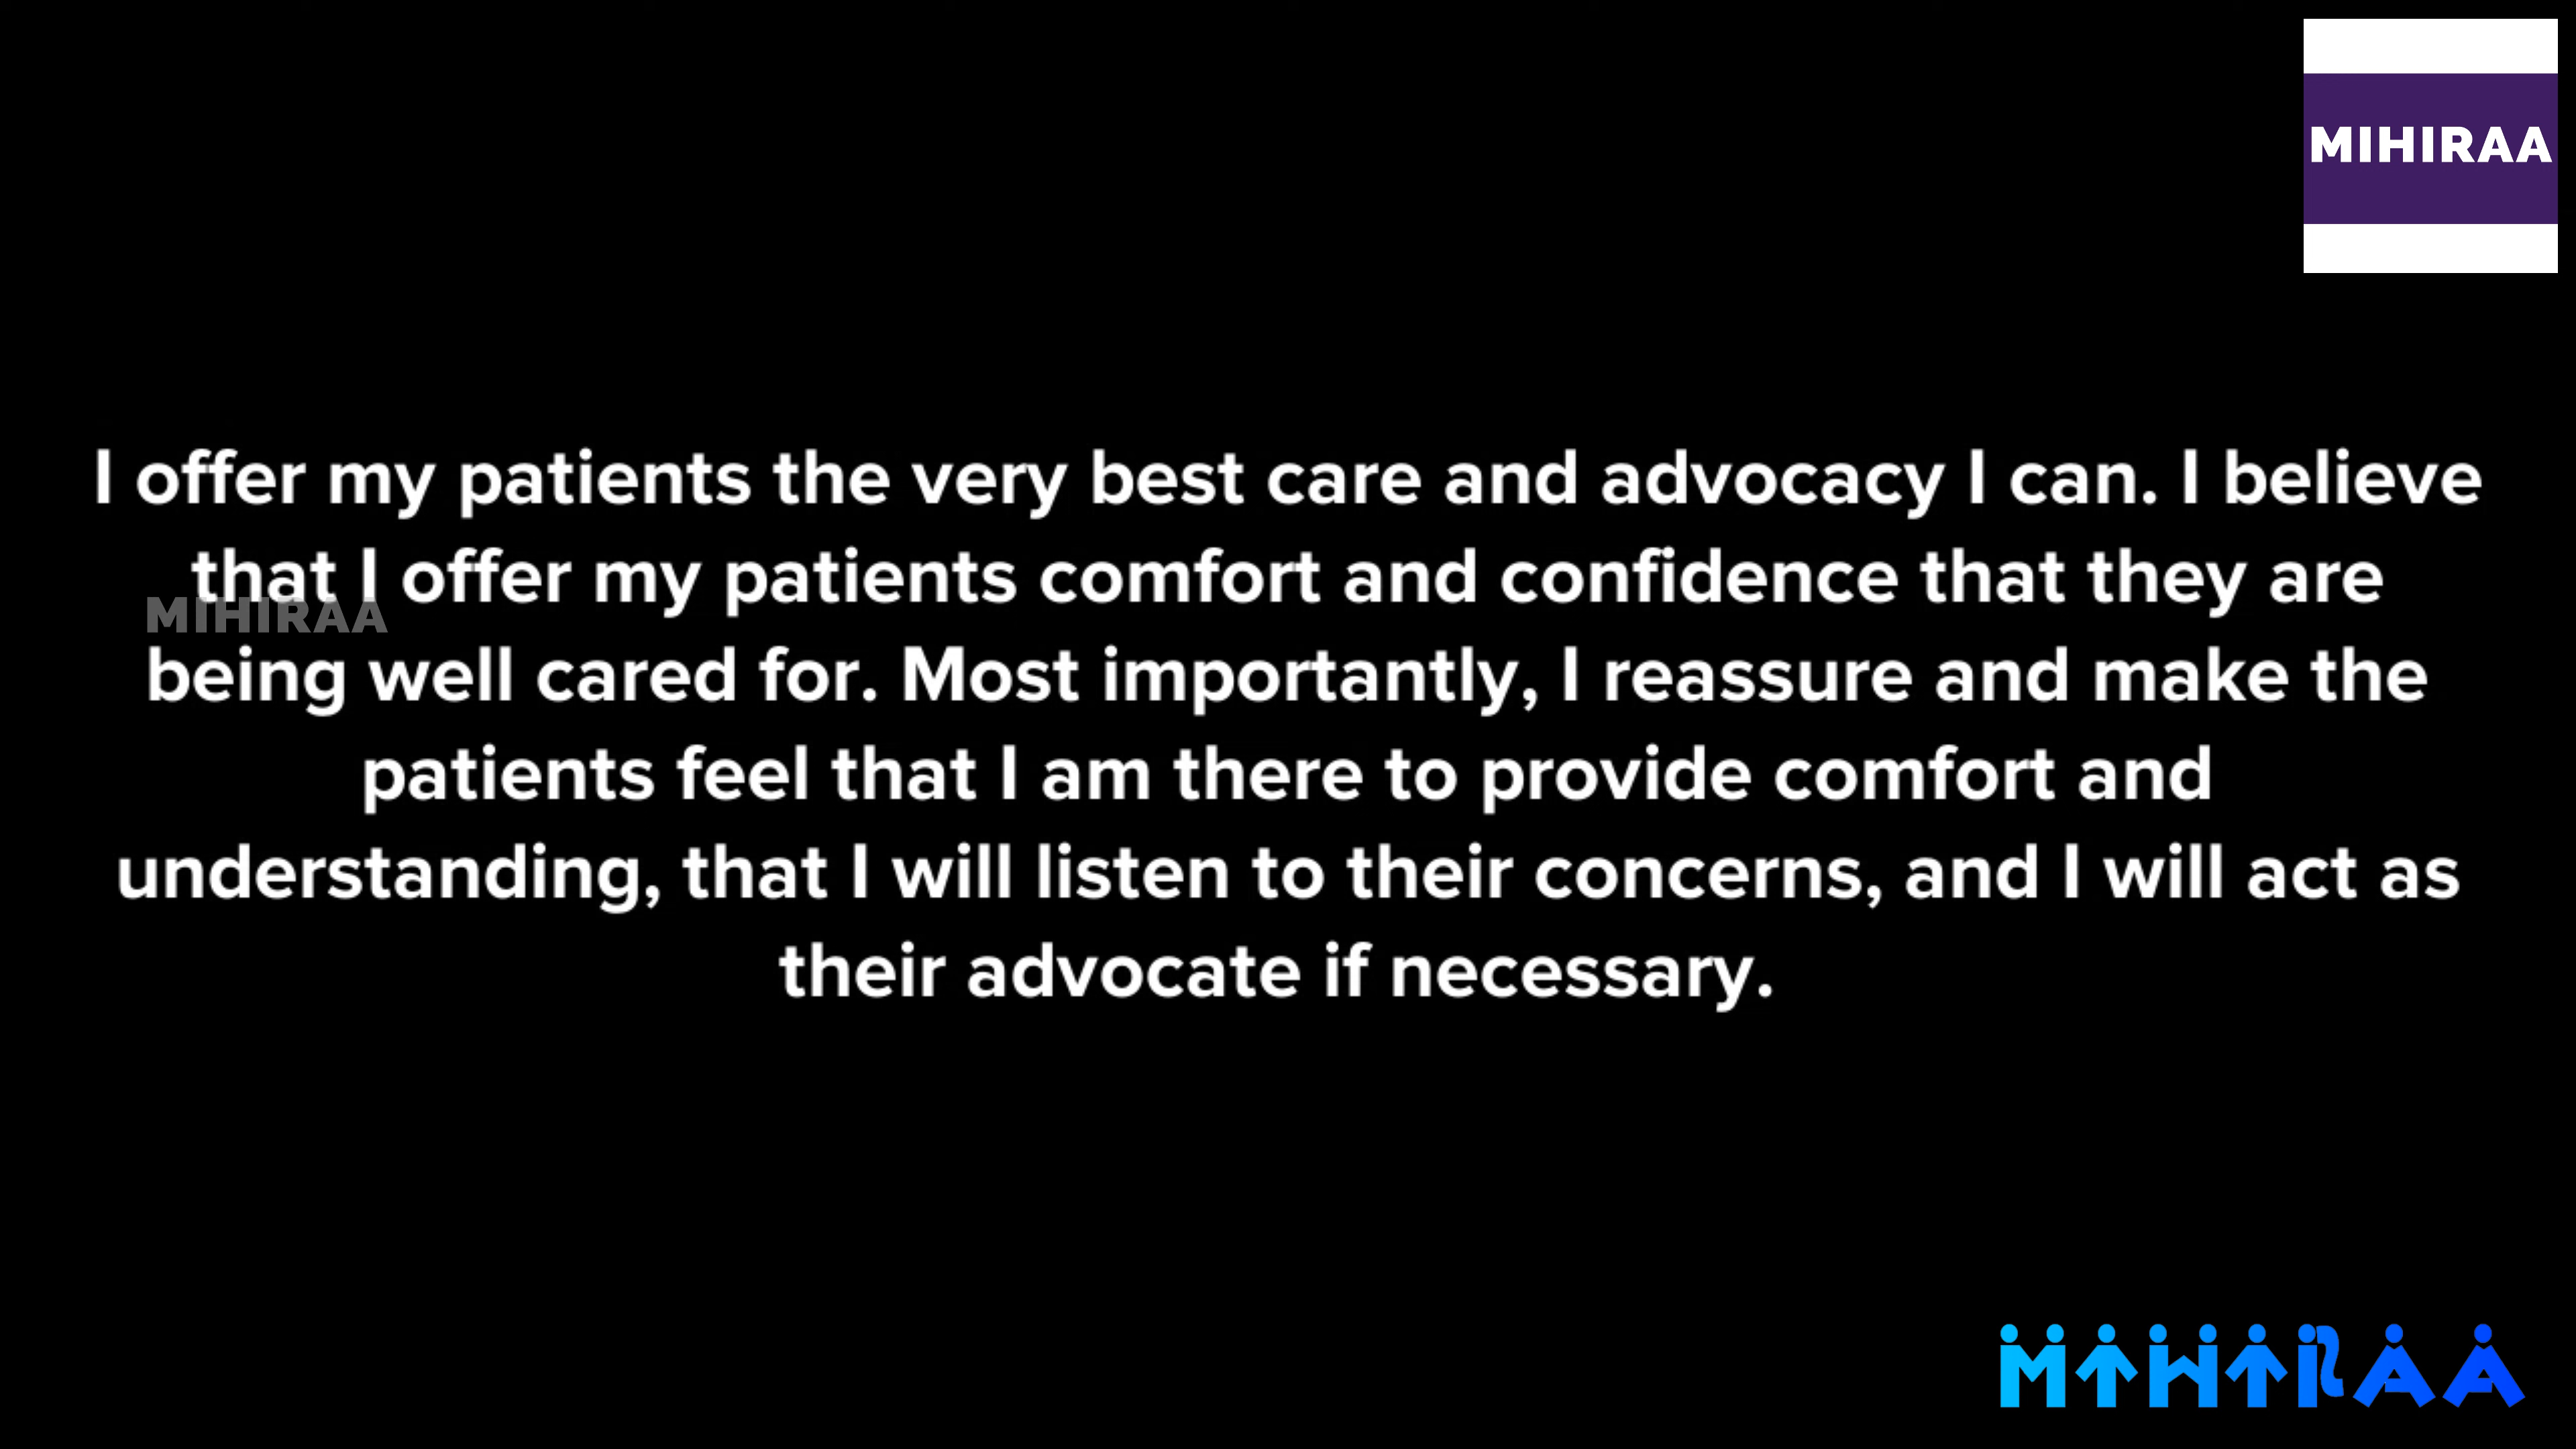 MIHIRAA
I offer my patients the very best care and advocacy I can. I believe
that I offer my patients comfort and confidence that they are
MIHIRAA
being well cared for. Most importantly, I reassure and make the
patients feel that I am there to provide comfort and
understanding, that I will listen to their concerns, and I will act as
their advocate if necessary.
MIHIRAA